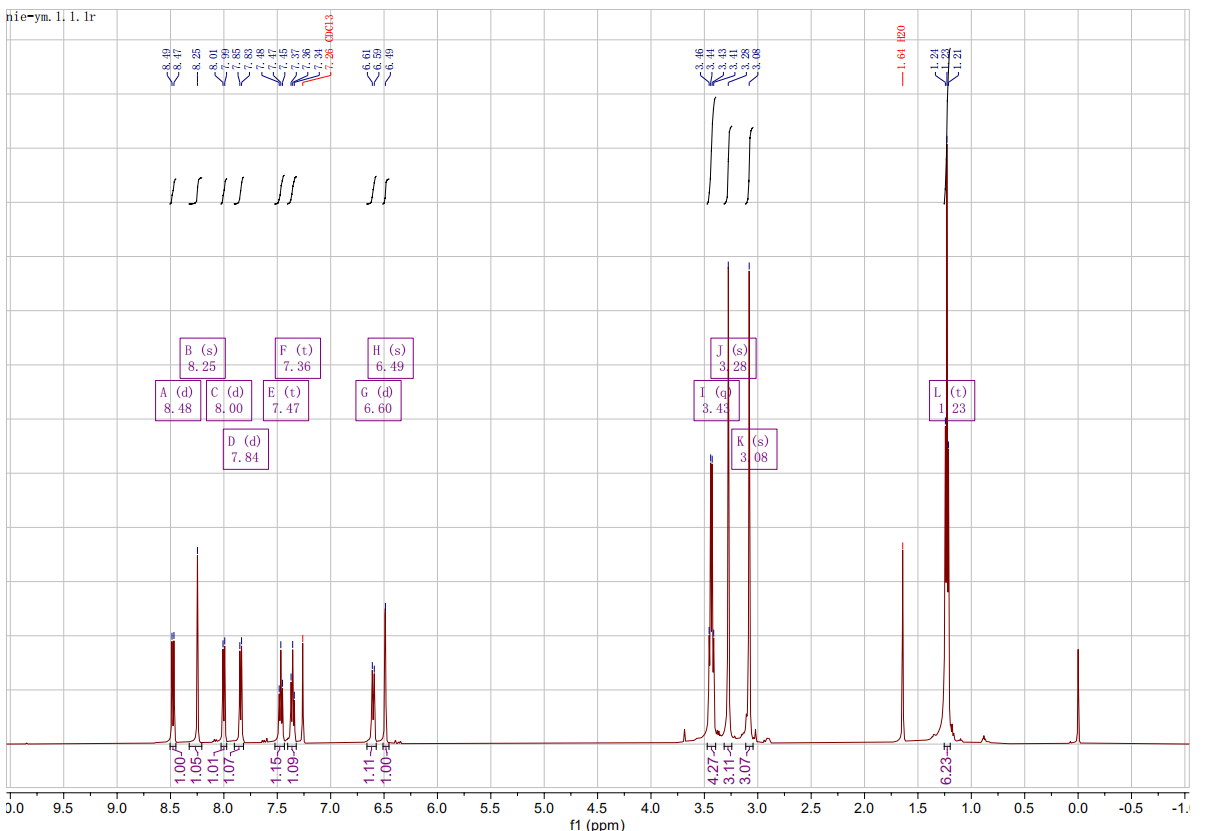 nie-ym.1.1.1r
8.49
8.47
8.25
8.01
7.99
7.85
7.83
7.48
7.47
7.45
7.37
7.36
7.34
7.26 CDCl3
6.61
6.59
6.49
3.46
3.44
3.43
3.41
3.28
3.08
1.64 H2O
1.24
1.23
1.21
B (s)
8.25
F (t)
7.36
H (s)
6.49
J (s)
3.28
A (d)
8.48
C (d)
8.00
E (t)
7.47
G (d)
6.60
I (q)
3.43
L (t)
1.23
D (d)
7.84
K (s)
3.08
1.00
1.05
1.01
1.07
1.15
1.09
1.11
1.00
4.27
3.11
3.07
6.23
0.0 9.5 9.0 8.5 8.0 7.5 7.0 6.5 6.0 5.5 5.0 4.5 4.0 3.5 3.0 2.5 2.0 1.5 1.0 0.5 0.0 -0.5 -1.
f1 (ppm)